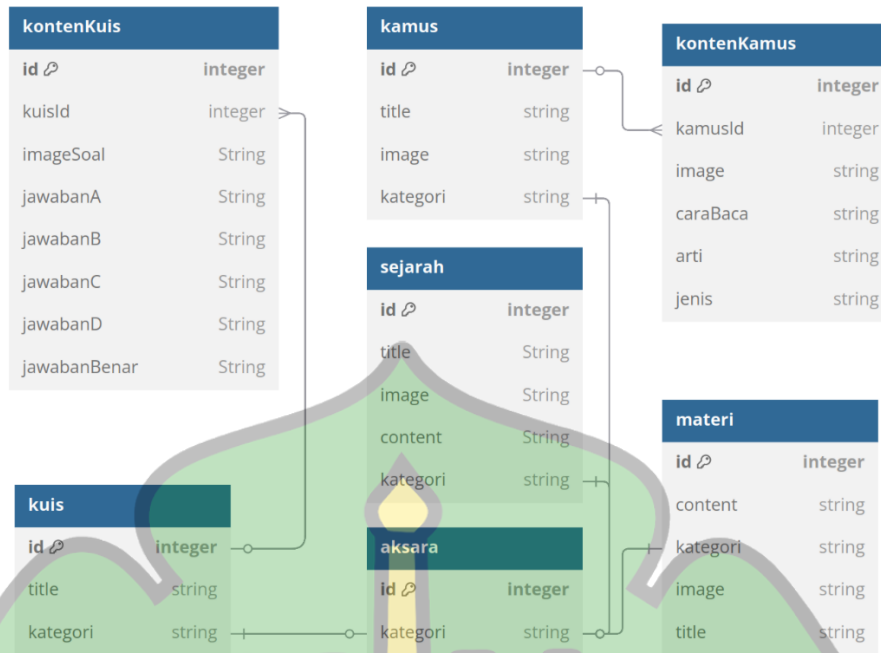 kontenKuis
id integer
kuisId integer
imageSoal String
jawabanA String
jawabanB String
jawabanC String
jawabanD String
jawabanBenar String
kamus
id integer
title string
image string
kategori string
kontenKamus
id integer
kamusId integer
image string
caraBaca string
arti string
jenis string
sejarah
id integer
title String
image String
content String
kategori string
materi
id integer
content string
kategori string
image string
title string
kuis
id integer
title string
kategori string
aksara
id integer
kategori string